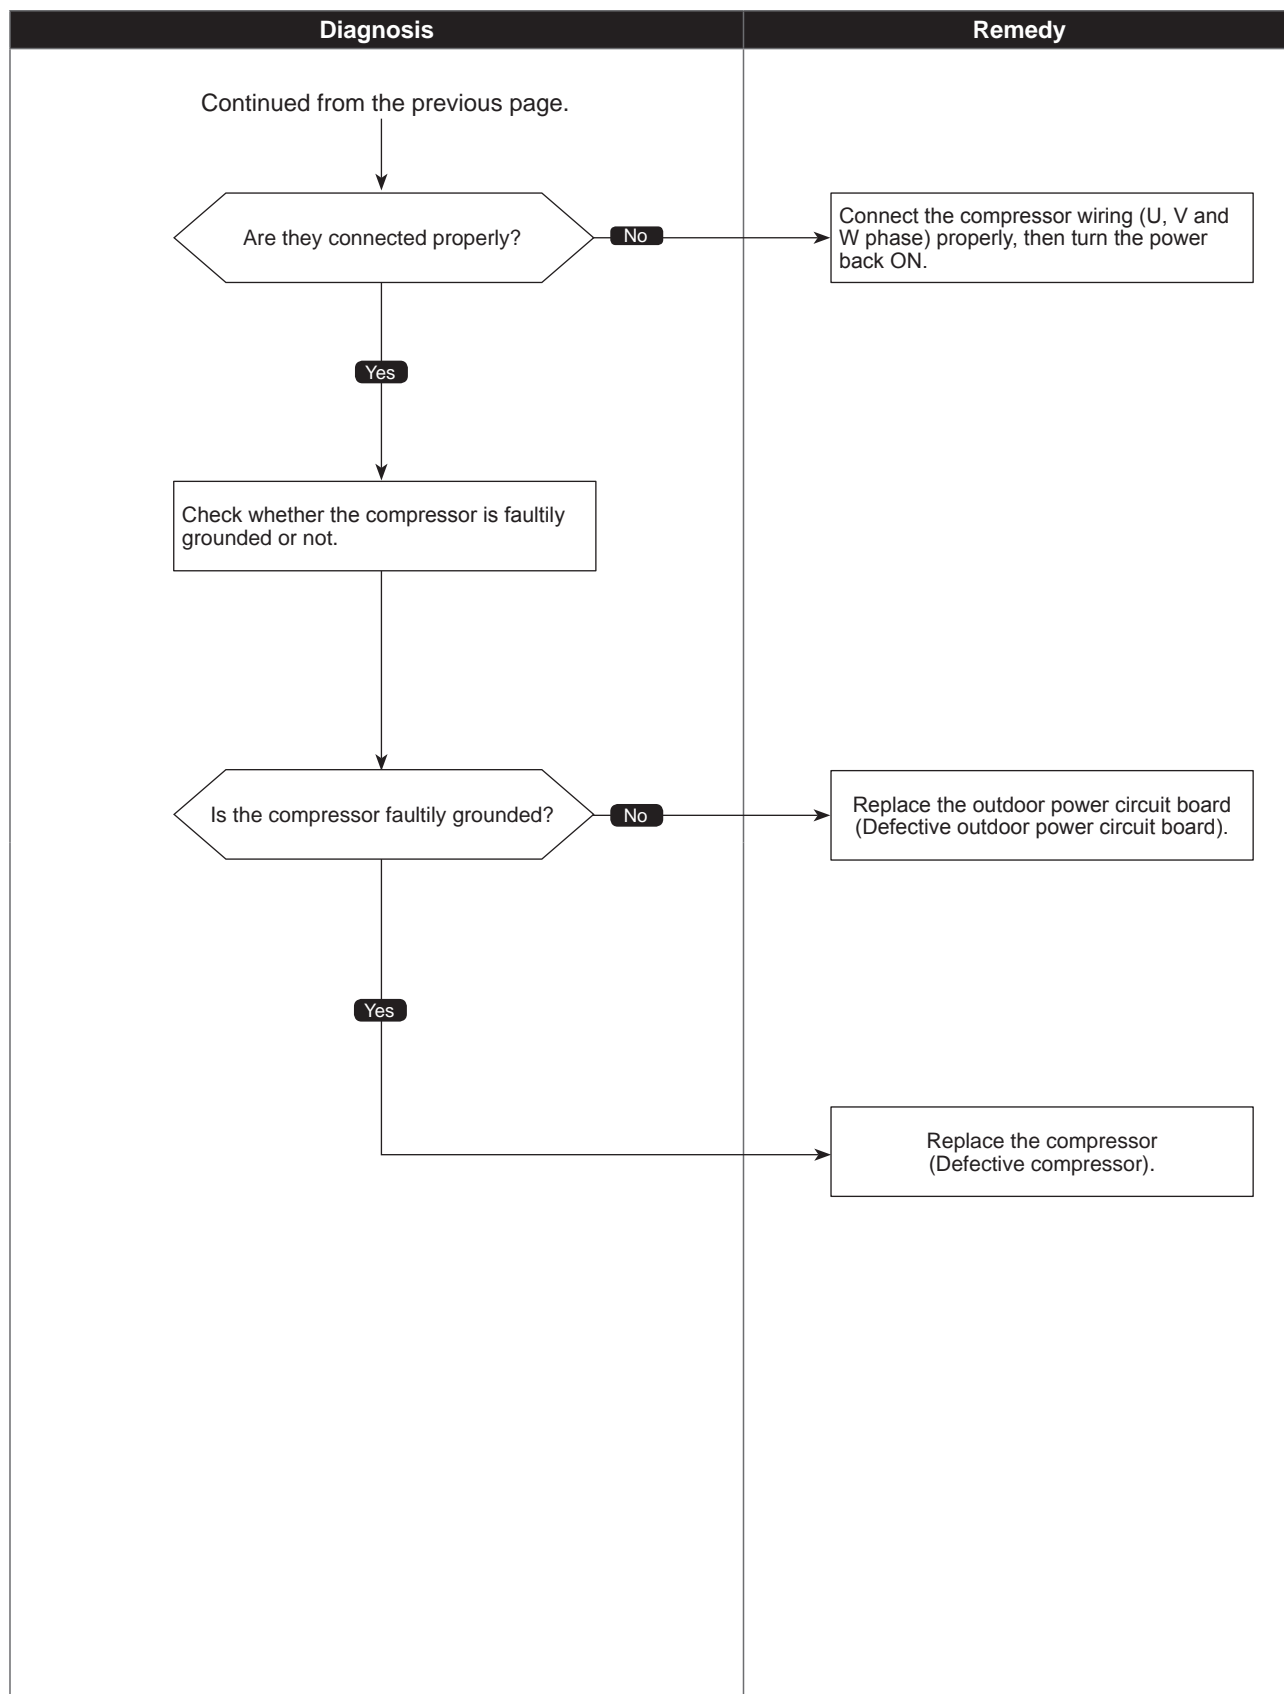 Diagnosis
Remedy
Continued from the previous page.
Are they connected properly?
No
Connect the compressor wiring (U, V and
W phase) properly, then turn the power
back ON.
Yes
Check whether the compressor is faultily
grounded or not.
Is the compressor faultily grounded?
No
Replace the outdoor power circuit board
(Defective outdoor power circuit board).
Yes
Replace the compressor
(Defective compressor).